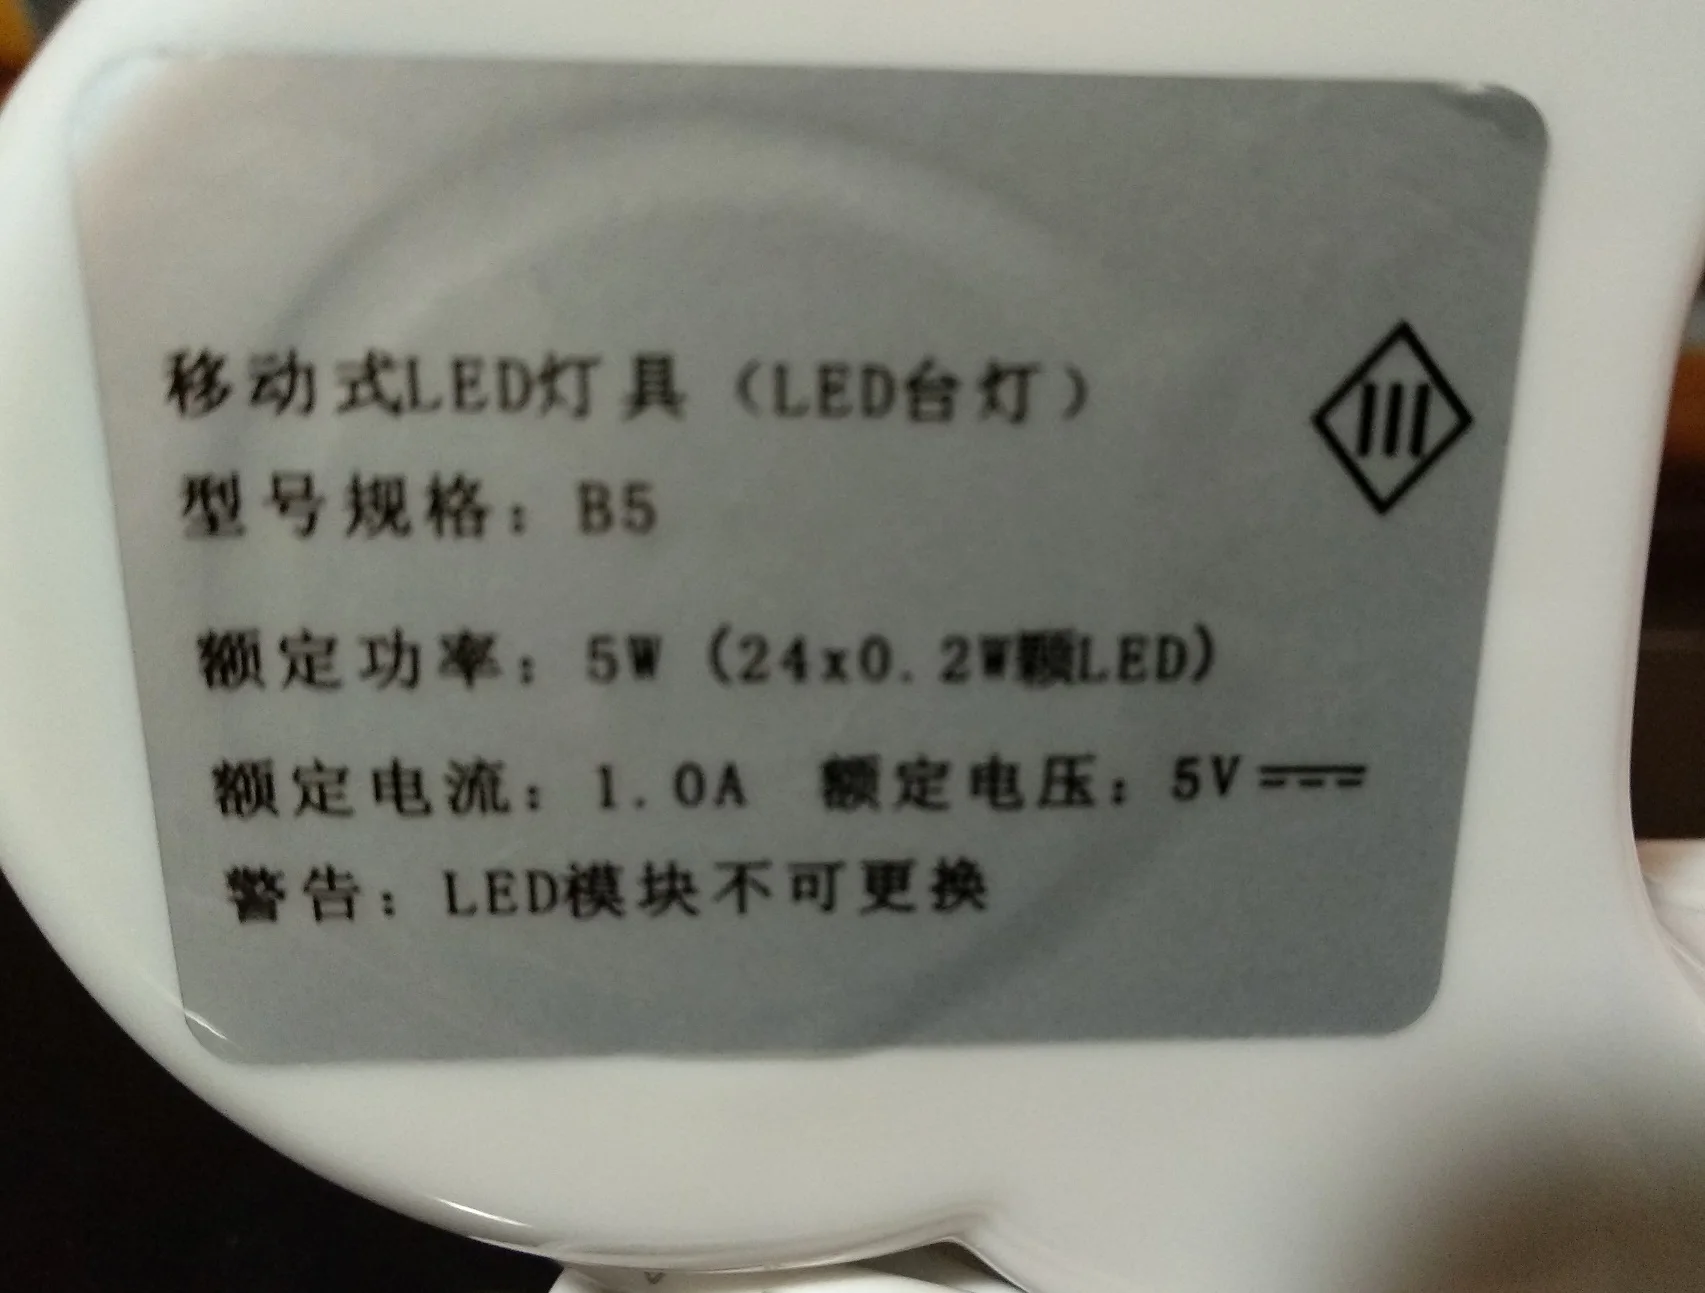 移动式LED灯具（LED台灯）
型号规格：B5
额定功率：5W (24x0.2W颗LED)
额定电流：1.0A 额定电压：5V⎓
警告：LED模块不可更换
III